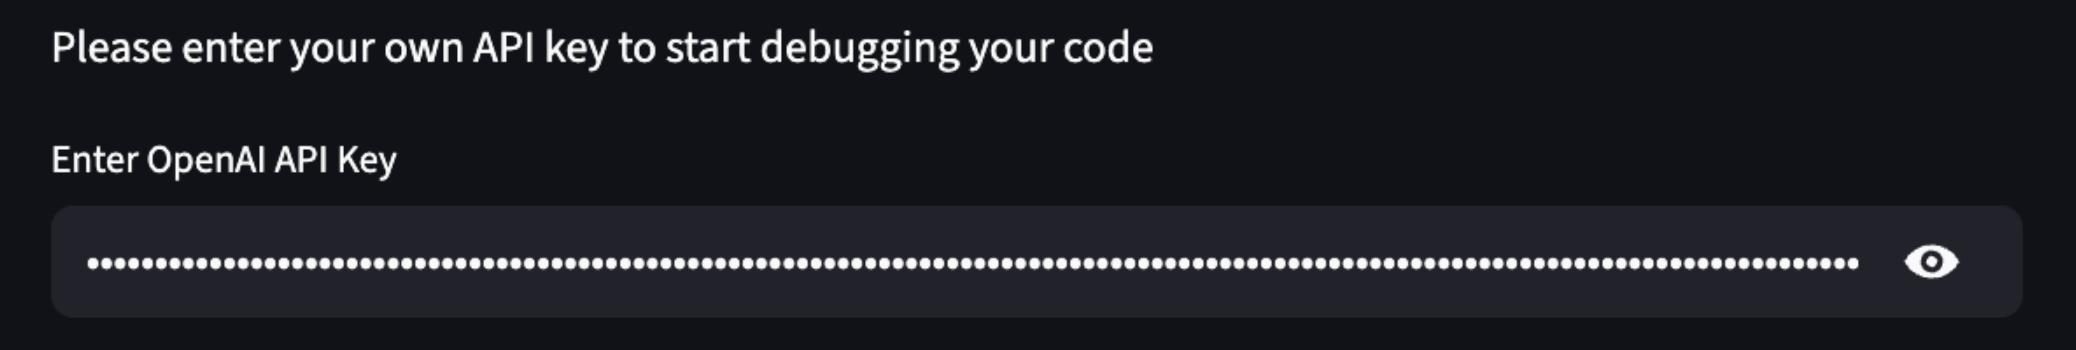 Please enter your own API key to start debugging your code
Enter OpenAI API Key